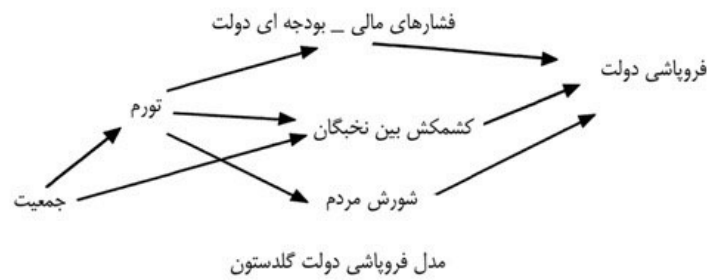 فشارهای مالی _ بودجه ای دولت
فروپاشی دولت
تورم
کشمکش بین نخبگان
جمعیت
شورش مردم
مدل فروپاشی دولت گلدستون